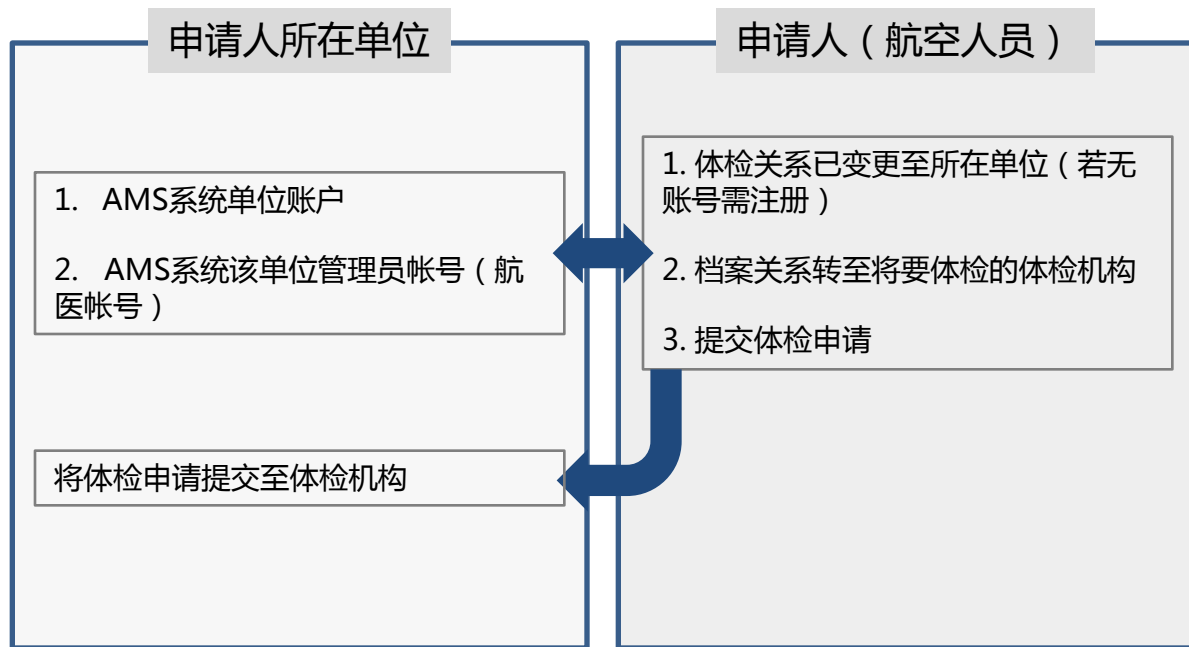 申请人所在单位
1. AMS系统单位账户
2. AMS系统该单位管理员帐号（航
医帐号）
将体检申请提交至体检机构
申请人（航空人员）
1. 体检关系已变更至所在单位（若无
账号需注册）
2. 档案关系转至将要体检的体检机构
3. 提交体检申请